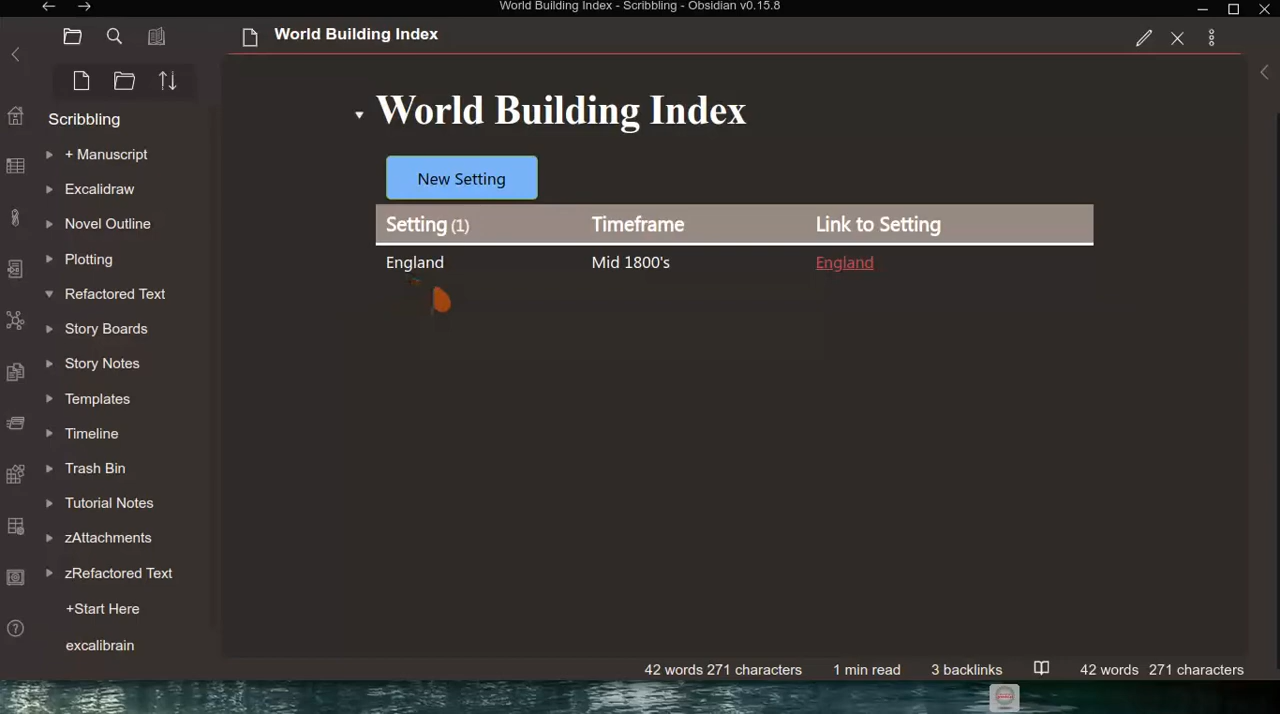 World Building Index - Scribbling - Obsidian v0.15.8
World Building Index
Scribbling
+ Manuscript
Excalidraw
Novel Outline
Plotting
Refactored Text
Story Boards
Story Notes
Templates
Timeline
Trash Bin
Tutorial Notes
zAttachments
zRefactored Text
+Start Here
excalibrain
World Building Index
New Setting
Setting (1) Timeframe Link to Setting
England Mid 1800's England
42 words 271 characters 1 min read 3 backlinks 42 words 271 characters